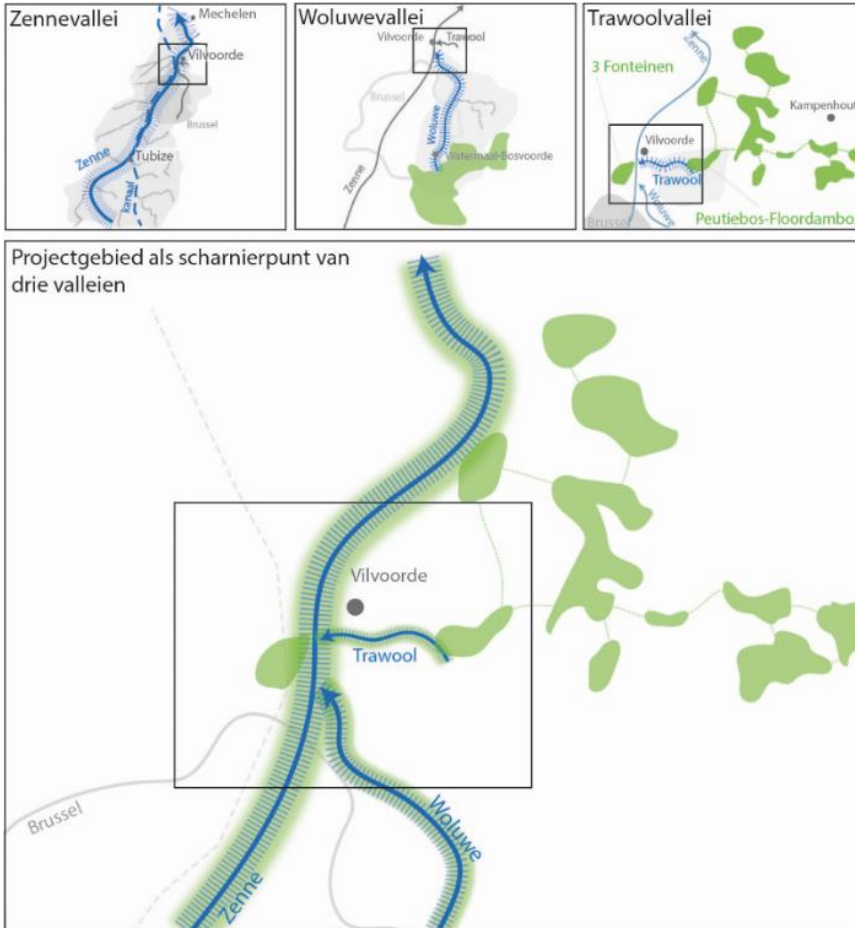 Zennevallei
Mechelen
Vilvoorde
Brussel
Zenne
Tubize
kanaal
Woluwevallei
Vilvoorde
Trawool
Brussel
Woluwe
Watermaal-Bosvoorde
Zenne
Trawoolvallei
Zenne
3 Fonteinen
Kampenhout
Vilvoorde
Trawool
Woluwe
Brussel
Peutiebos-Floordambos
Projectgebied als scharnierpunt van
drie valleien
Vilvoorde
Trawool
Brussel
Woluwe
Zenne